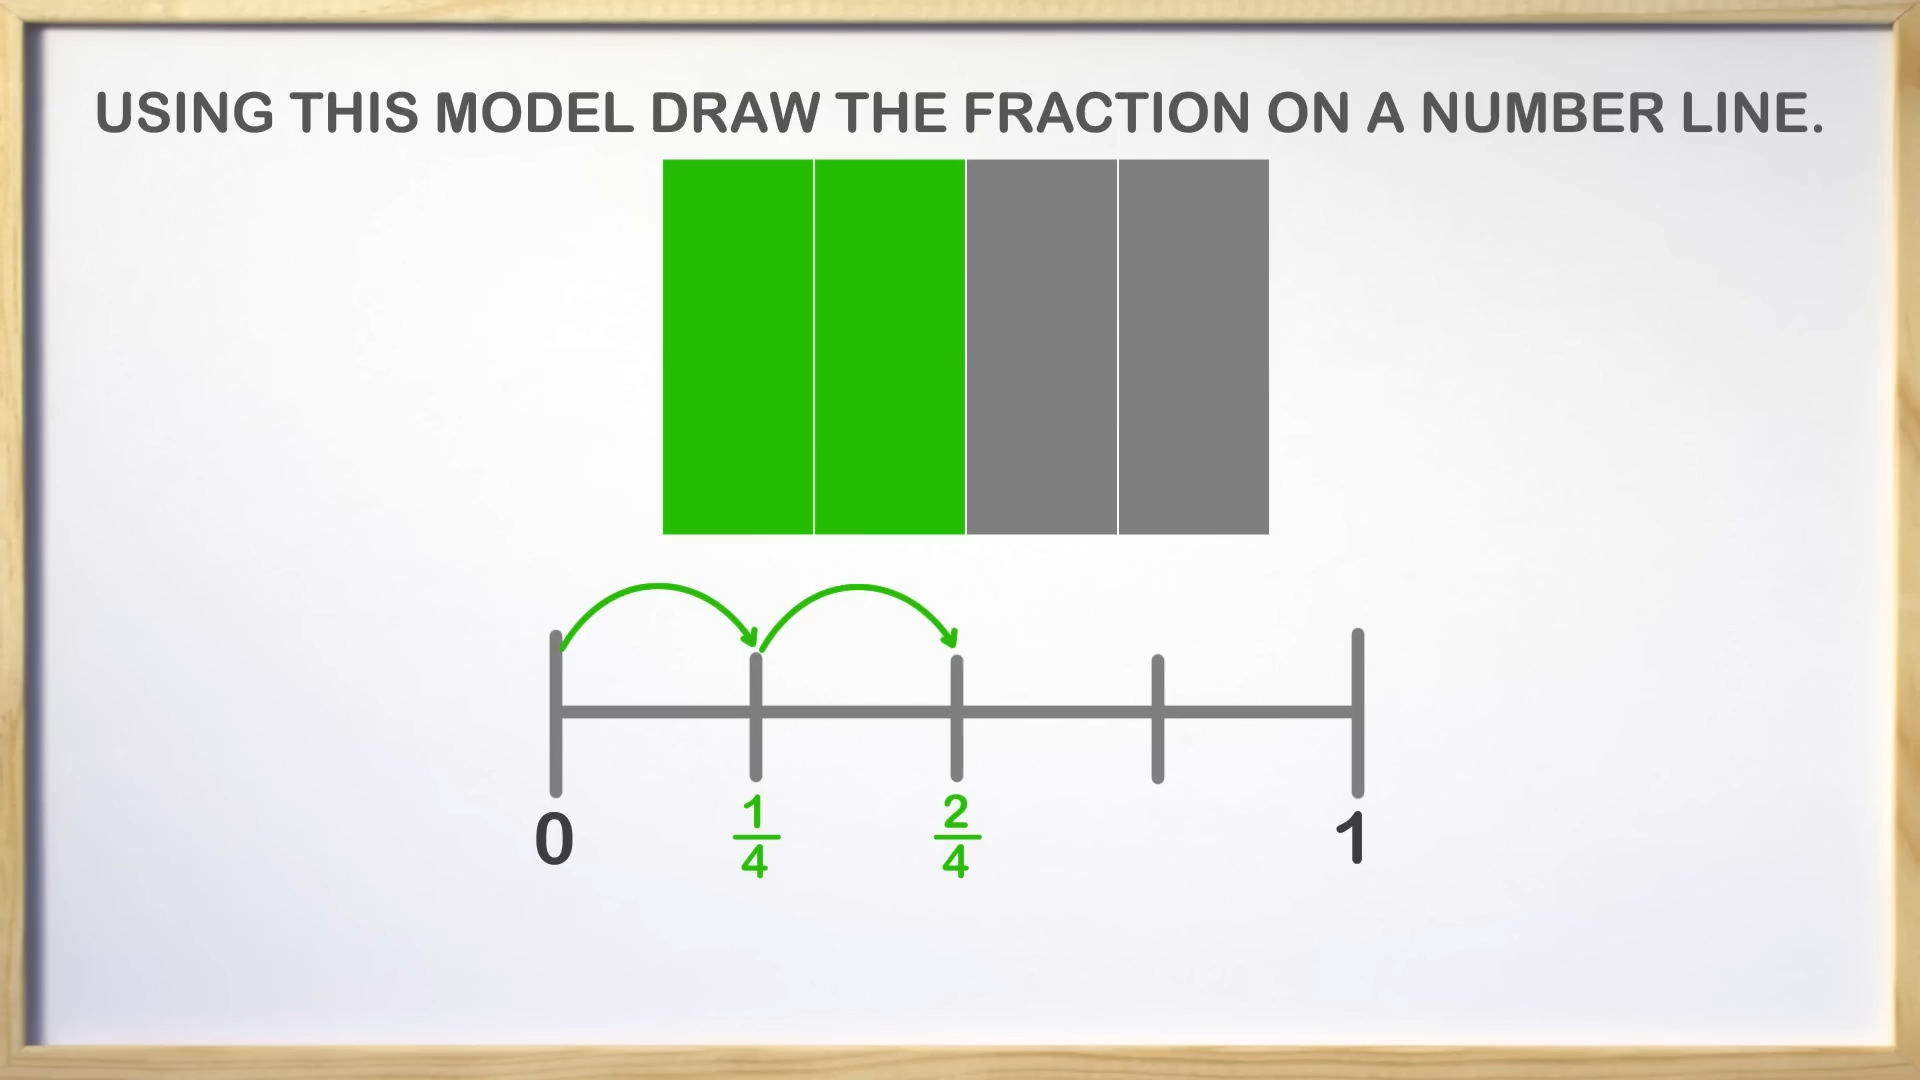 USING THIS MODEL DRAW THE FRACTION ON A NUMBER LINE.
0 1/4 2/4 1